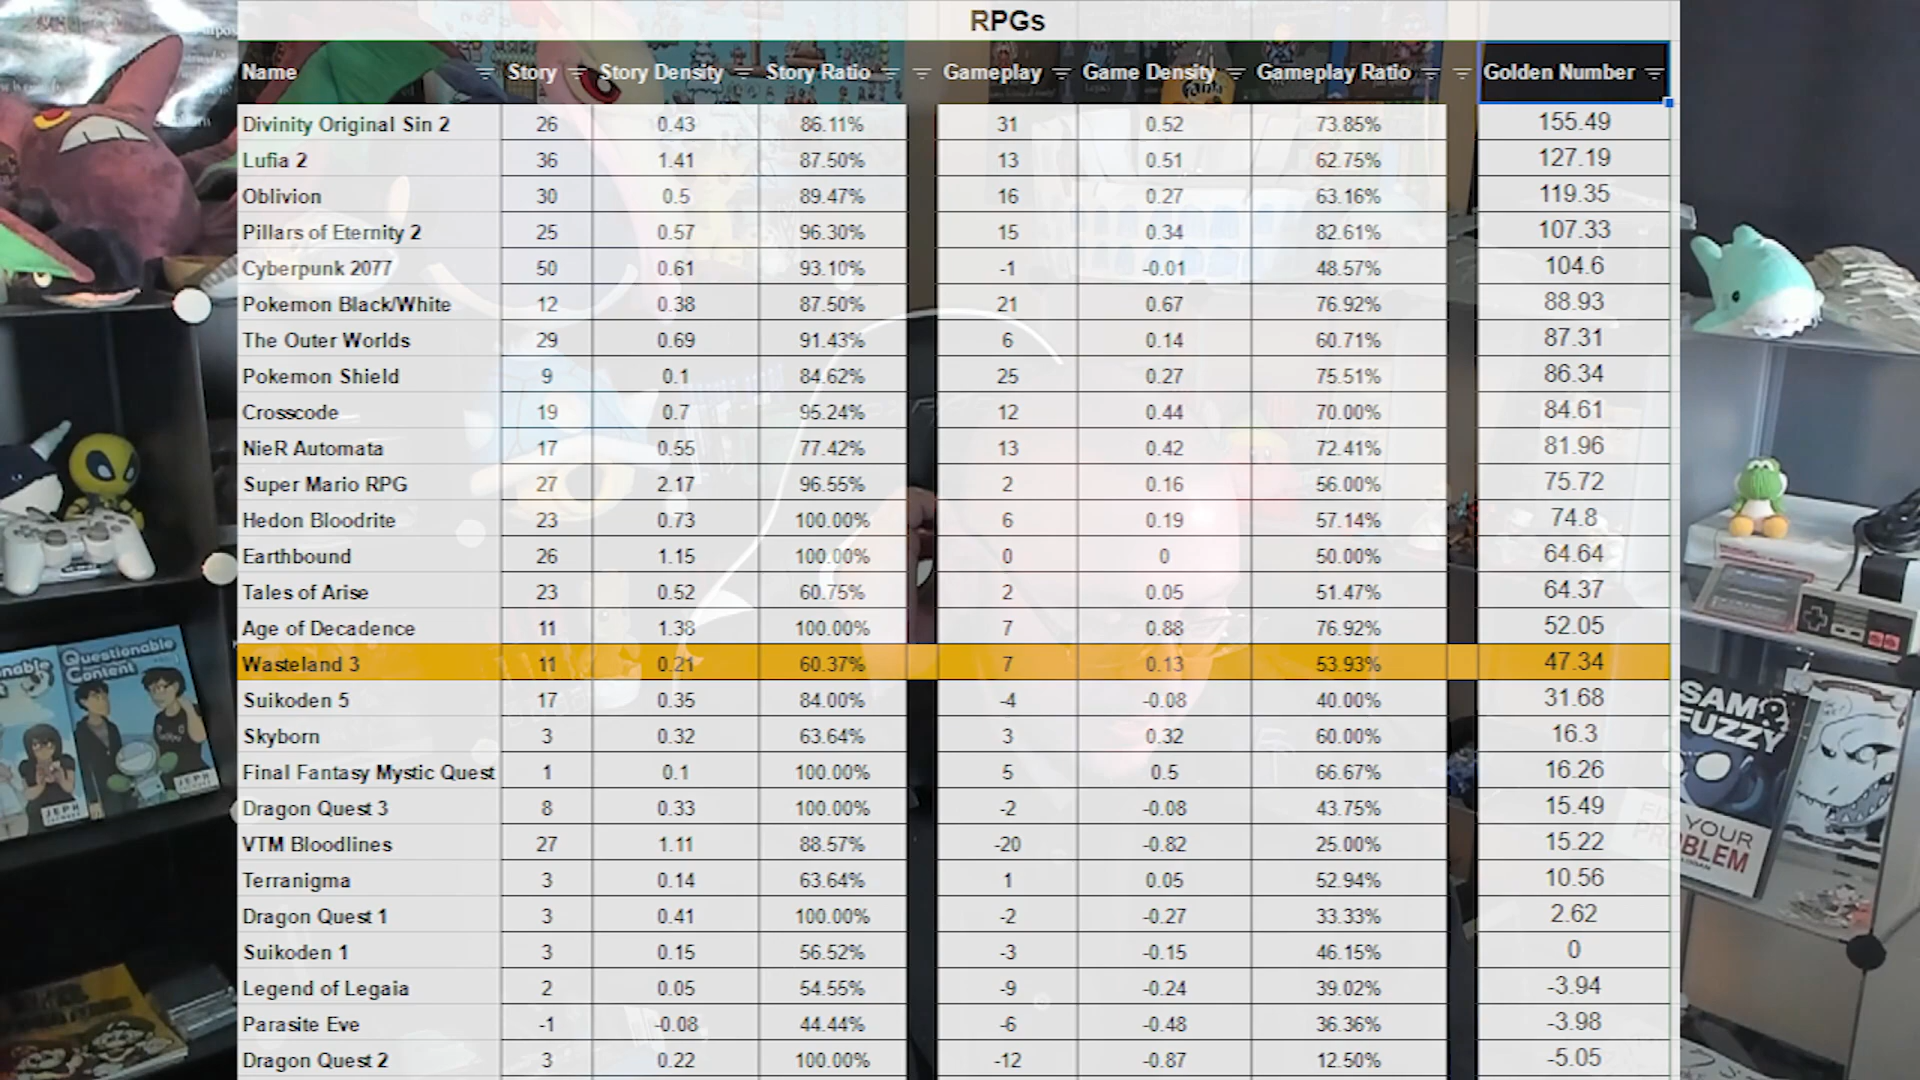 RPGs
Name Story Story Density Story Ratio Gameplay Game Density Gameplay Ratio Golden Number
Divinity Original Sin 2 26 0.43 86.11% 31 0.52 73.85% 155.49
Lufia 2 36 1.41 87.50% 13 0.51 62.75% 127.19
Oblivion 30 0.5 89.47% 16 0.27 63.16% 119.35
Pillars of Eternity 2 25 0.57 96.30% 15 0.34 82.61% 107.33
Cyberpunk 2077 50 0.61 93.10% -1 -0.01 48.57% 104.6
Pokemon Black/White 12 0.38 87.50% 21 0.67 76.92% 88.93
The Outer Worlds 29 0.69 91.43% 6 0.14 60.71% 87.31
Pokemon Shield 9 0.1 84.62% 25 0.27 75.51% 86.34
Crosscode 19 0.7 95.24% 12 0.44 70.00% 84.61
NieR Automata 17 0.55 77.42% 13 0.42 72.41% 81.96
Super Mario RPG 27 2.17 96.55% 2 0.16 56.00% 75.72
Hedon Bloodrite 23 0.73 100.00% 6 0.19 57.14% 74.8
Earthbound 26 1.15 100.00% 0 0 50.00% 64.64
Tales of Arise 23 0.52 60.75% 2 0.05 51.47% 64.37
Age of Decadence 11 1.38 100.00% 7 0.88 76.92% 52.05
Wasteland 3 11 0.21 60.37% 7 0.13 53.93% 47.34
Suikoden 5 17 0.35 84.00% -4 -0.08 40.00% 31.68
Skyborn 3 0.32 63.64% 3 0.32 60.00% 16.3
Final Fantasy Mystic Quest 1 0.1 100.00% 5 0.5 66.67% 16.26
Dragon Quest 3 8 0.33 100.00% -2 -0.08 43.75% 15.49
VTM Bloodlines 27 1.11 88.57% -20 -0.82 25.00% 15.22
Terranigma 3 0.14 63.64% 1 0.05 52.94% 10.56
Dragon Quest 1 3 0.41 100.00% -2 -0.27 33.33% 2.62
Suikoden 1 3 0.15 56.52% -3 -0.15 46.15% 0
Legend of Legaia 2 0.05 54.55% -9 -0.24 39.02% -3.94
Parasite Eve -1 -0.08 44.44% -6 -0.48 36.36% -3.98
Dragon Quest 2 3 0.22 100.00% -12 -0.87 12.50% -5.05
Questionable
Content
JEPH
JEPH
SAM &
FUZZY
FIX YOUR
PROBLEM
Fanta